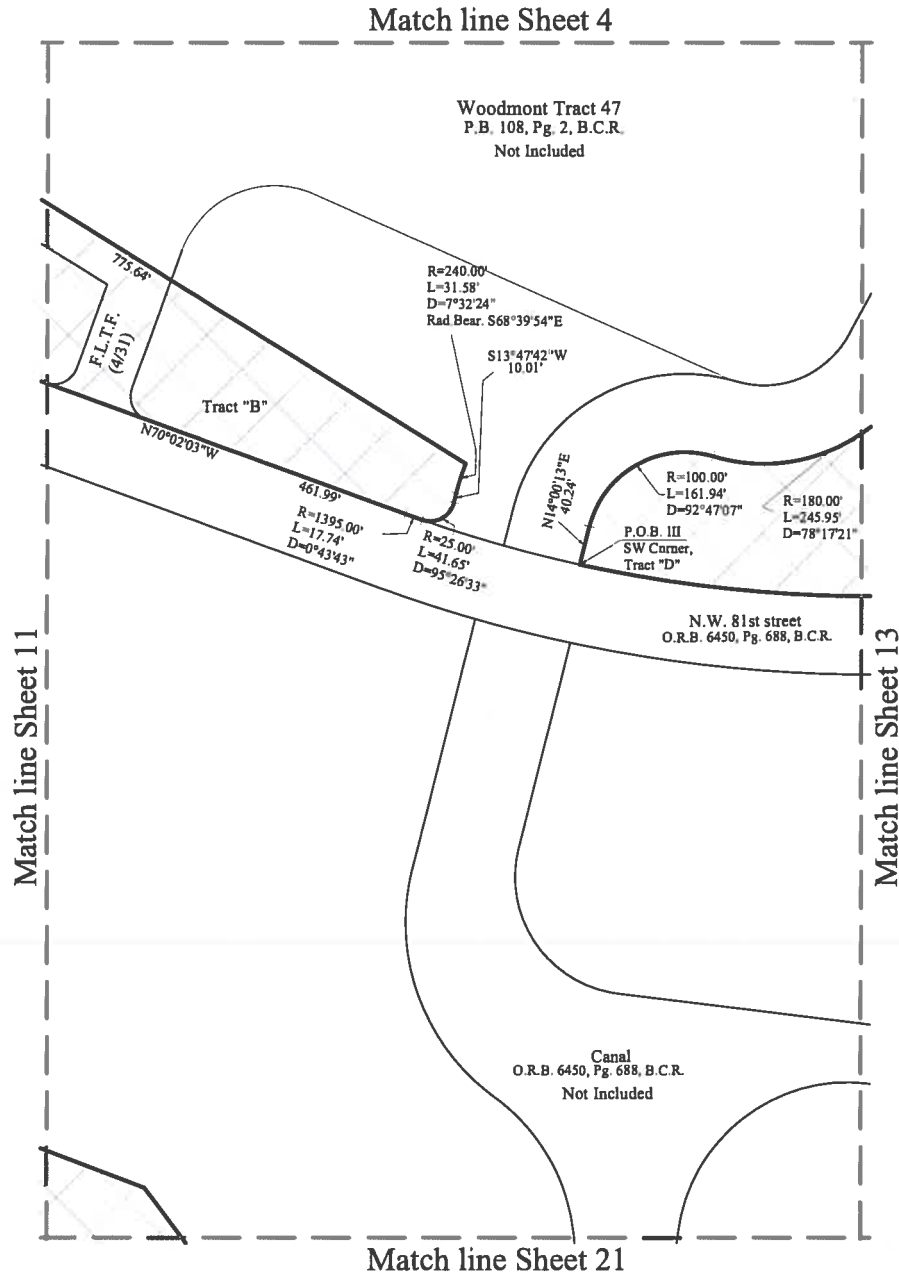 Match line Sheet 4
Woodmont Tract 47
P.B. 108, Pg. 2, B.C.R.
Not Included
775.64'
F.L.T.F.
(4/31)
Tract "B"
N70°02'03"W
461.99'
R=240.00'
L=31.58'
D=7°32'24"
Rad.Bear. S68°39'54"E
S13°47'42"W
10.01'
R=1395.00'
L=17.74'
D=0°43'43"
R=25.00'
L=41.65'
D=95°26'33"
N14°00'13"E
40.24'
R=100.00'
L=161.94'
D=92°47'07"
R=180.00'
L=245.95'
D=78°17'21"
P.O.B. III
SW Cnrner,
Tract "D"
N.W. 81st street
O.R.B. 6450, Pg. 688, B.C.R.
Match line Sheet 11
Match line Sheet 13
Canal
O.R.B. 6450, Pg. 688, B.C.R.
Not Included
Match line Sheet 21